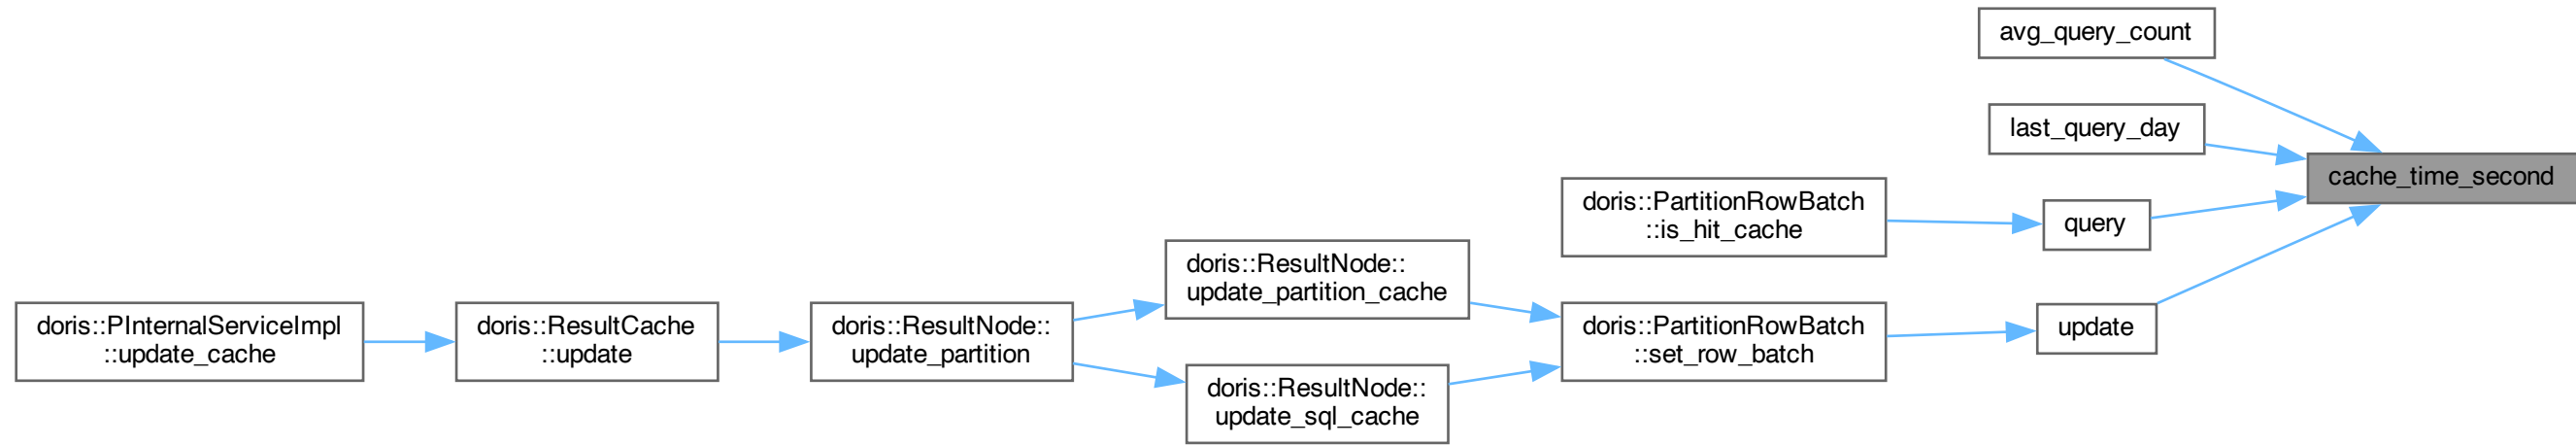 avg_query_count
last_query_day
cache_time_second
doris::PartitionRowBatch
::is_hit_cache
query
doris::ResultNode::
update_partition_cache
doris::PInternalServiceImpl
::update_cache
doris::ResultCache
::update
doris::ResultNode::
update_partition
doris::PartitionRowBatch
::set_row_batch
update
doris::ResultNode::
update_sql_cache